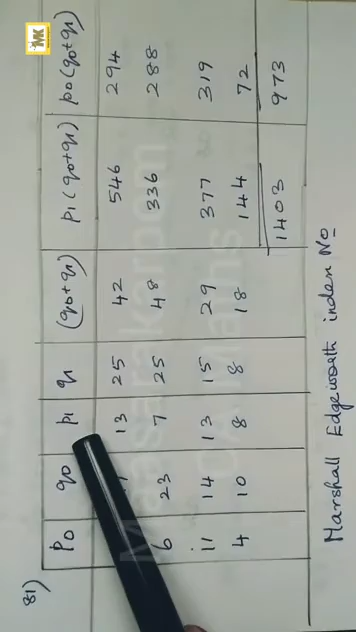 MK
81)
p0 q0 p1 q1 (q0+q1) p1(q0+q1) p0(q0+q1)
13 25 42 546 294
6 23 7 25 48 336 288
11 14 13 15 29 377 319
4 10 8 8 18 144 72
1403 973
Marshall Edgeworth index No